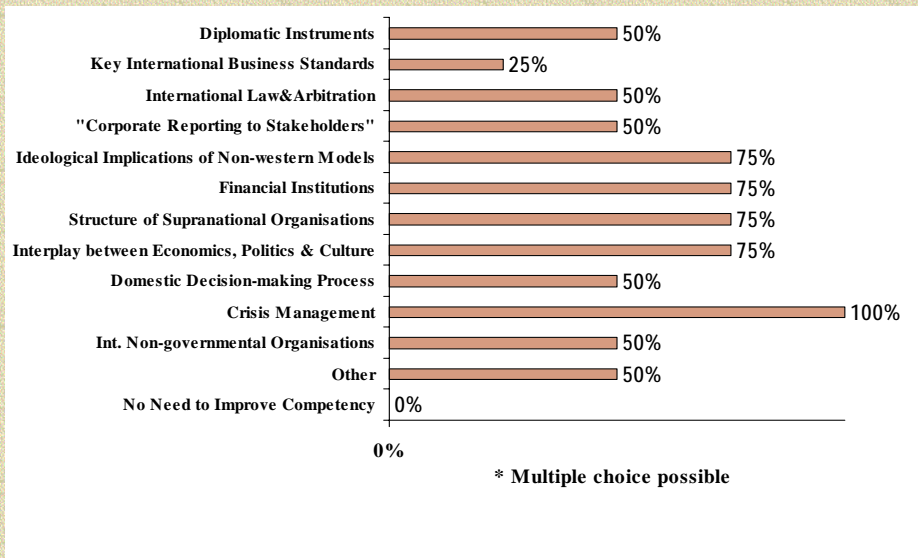 Diplomatic Instruments 50%
Key International Business Standards 25%
International Law&Arbitration 50%
"Corporate Reporting to Stakeholders" 50%
Ideological Implications of Non-western Models 75%
Financial Institutions 75%
Structure of Supranational Organisations 75%
Interplay between Economics, Politics & Culture 75%
Domestic Decision-making Process 50%
Crisis Management 100%
Int. Non-governmental Organisations 50%
Other 50%
No Need to Improve Competency 0%
0%
* Multiple choice possible